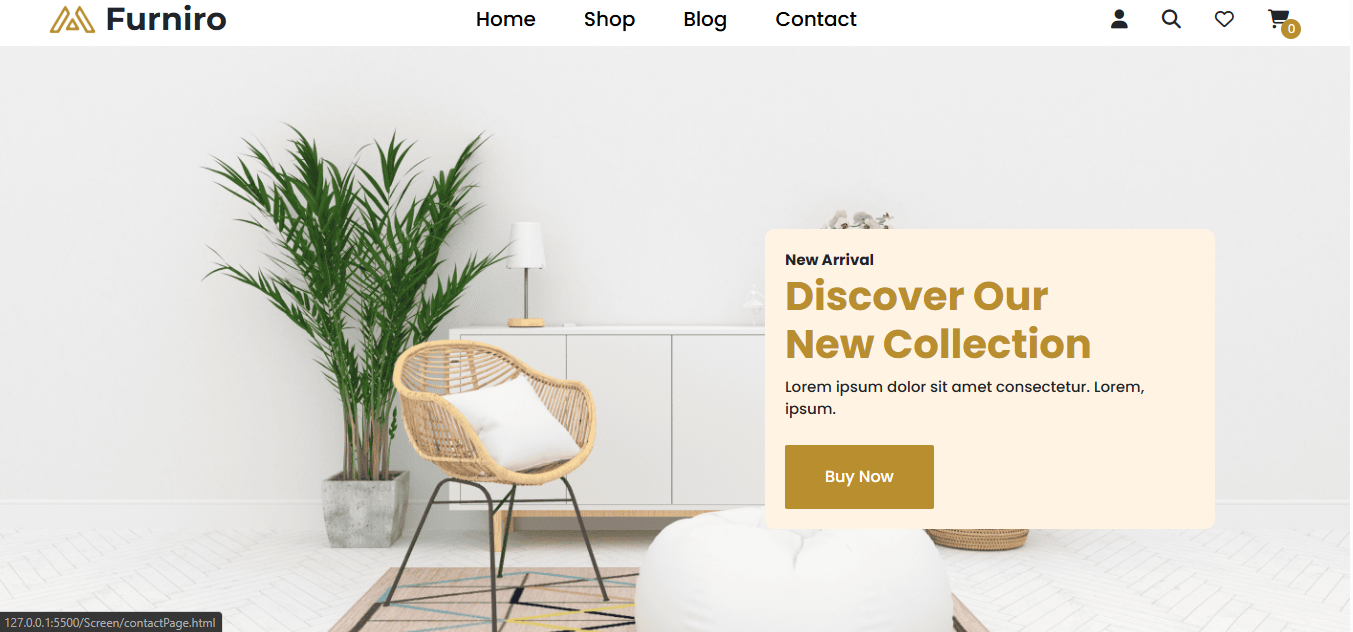 Furniro
Home Shop Blog Contact
0
New Arrival
Discover Our
New Collection
Lorem ipsum dolor sit amet consectetur. Lorem,
ipsum.
Buy Now
127.0.0.1:5500/Screen/contactPage.html